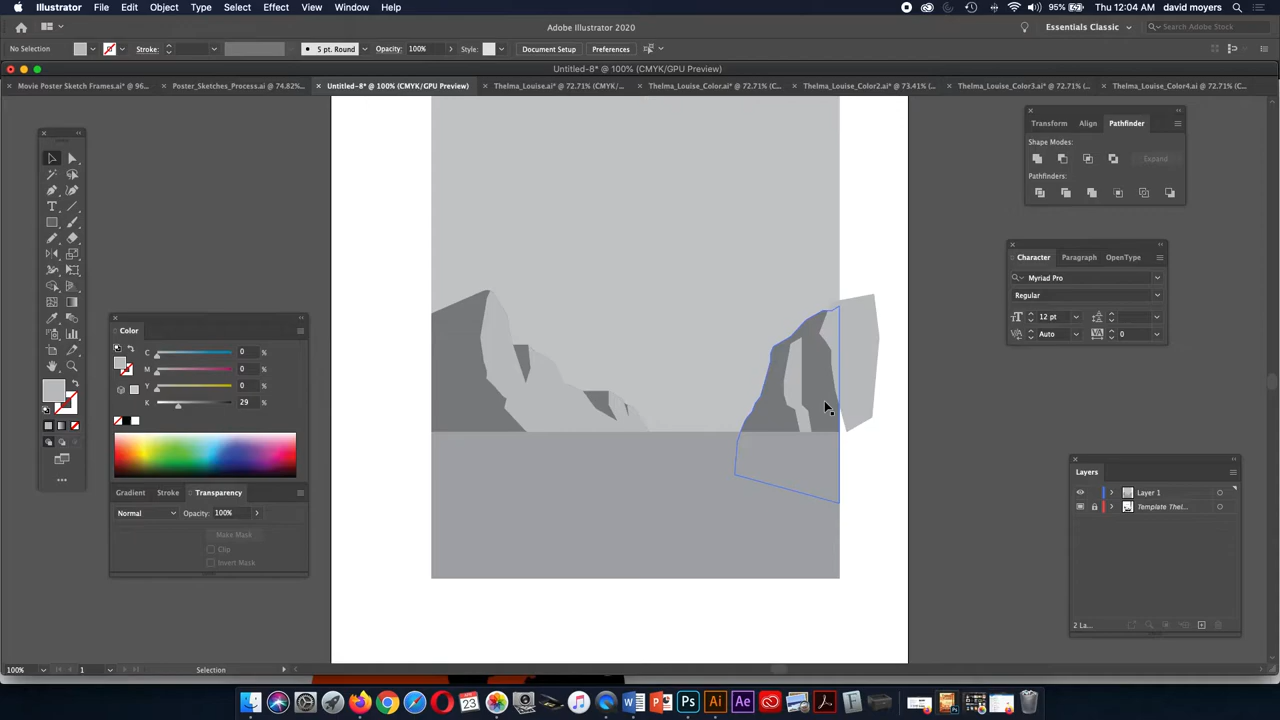 Illustrator File Edit Object Type Select Effect View Window Help 95% Thu 12:04 AM david moyers
Adobe Illustrator 2020 Essentials Classic Search Adobe Stock
No Selection Stroke: 5 pt. Round Opacity: 100% Style: Document Setup Preferences
Untitled-8* @ 100% (CMYK/GPU Preview)
Movie Poster Sketch Frames.ai* @ 96... Poster_Sketches_Process.ai @ 74.82%... Untitled-8* @ 100% (CMYK/GPU Preview) Thelma_Louise.ai* @ 72.71% (CMYK/... Thelma_Louise_Color.ai* @ 72.71% (C... Thelma_Louise_Color2.ai* @ 73.41% (... Thelma_Louise_Color3.ai* @ 72.71% (... Thelma_Louise_Color4.ai @ 72.71% (C...
Transform Align Pathfinder
Shape Modes:
Expand
Pathfinders:
Character Paragraph OpenType
Myriad Pro
Regular
12 pt
Auto 0
Color
C 0 %
M 0 %
Y 0 %
K 29 %
Gradient Stroke Transparency
Normal Opacity: 100%
Make Mask
Clip
Invert Mask
Layers
Layer 1
Template Thel...
2 La...
100% 1 Selection